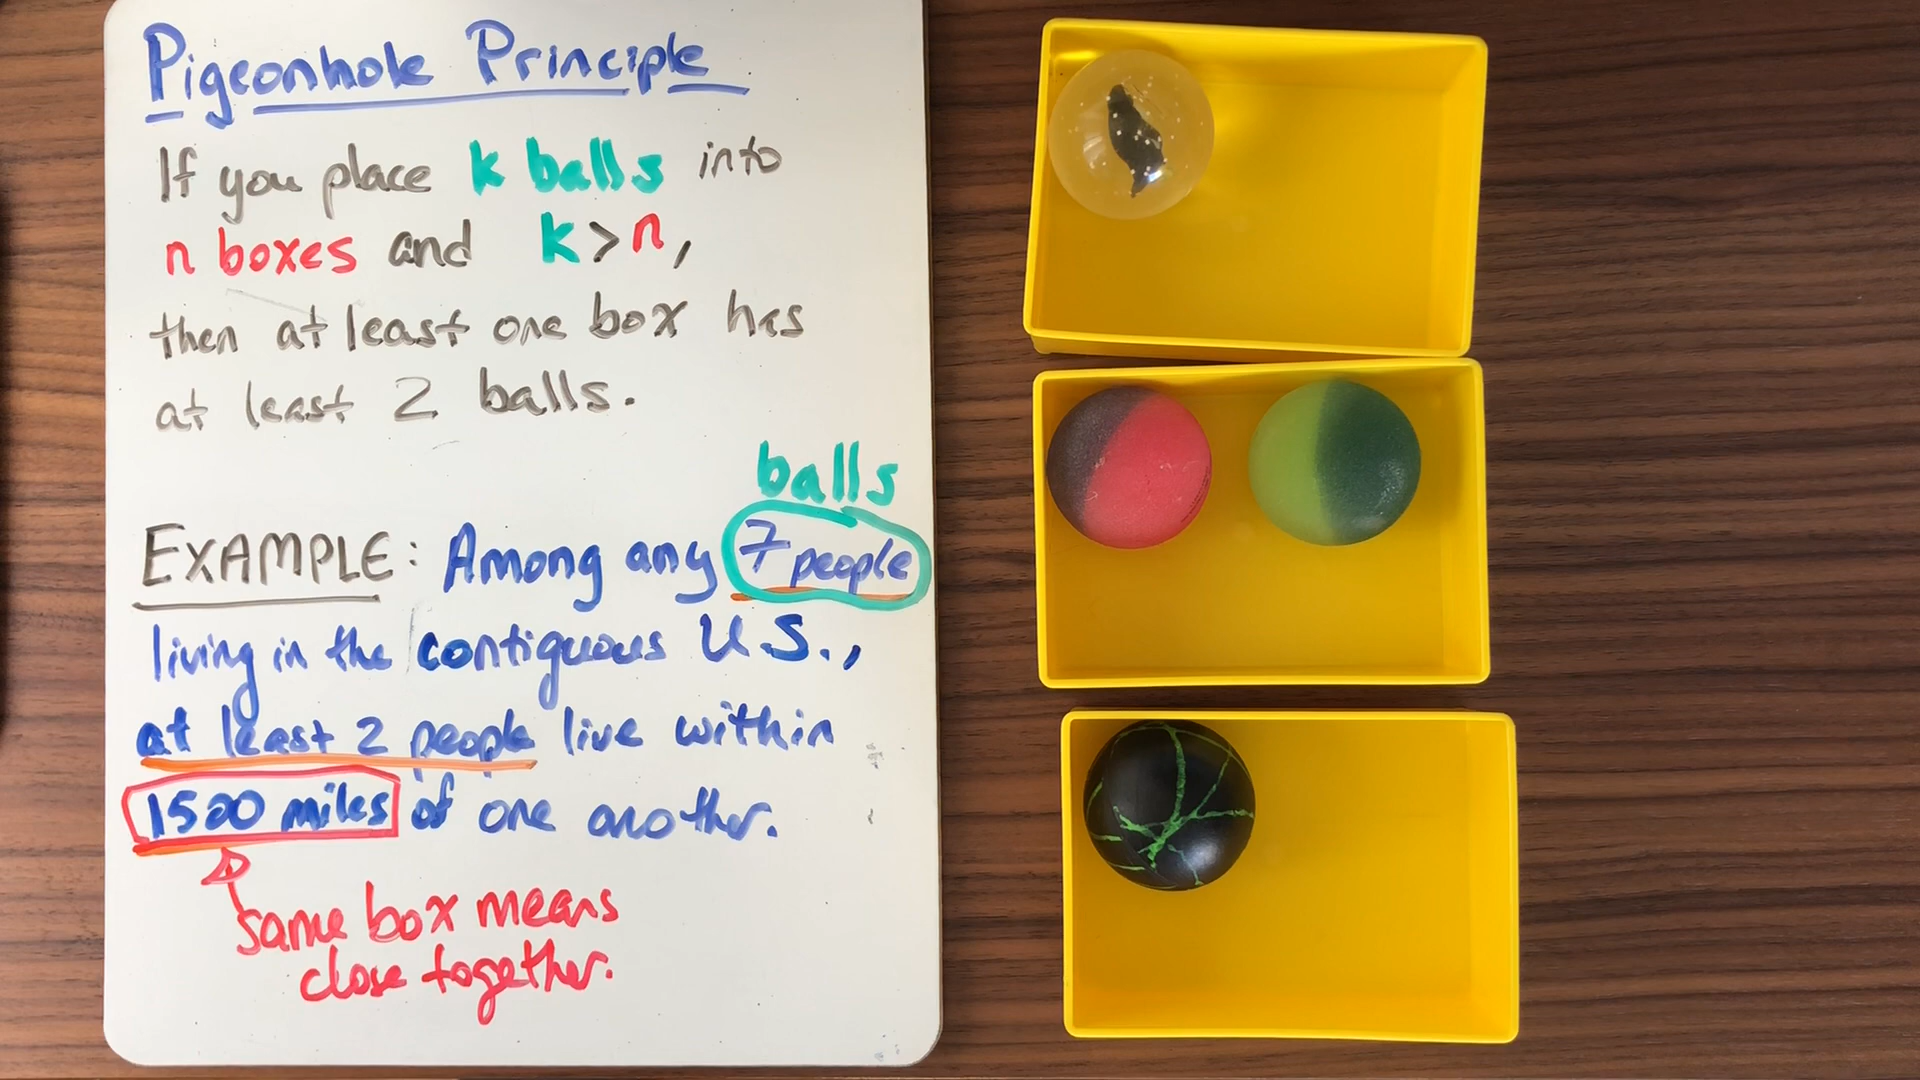 Pigeonhole Principle
If you place k balls into
n boxes and k>n,
then at least one box has
at least 2 balls.
balls
EXAMPLE: Among any 7 people
living in the contiguous U.S.,
at least 2 people live within
1500 miles of one another.
same box means
close together.